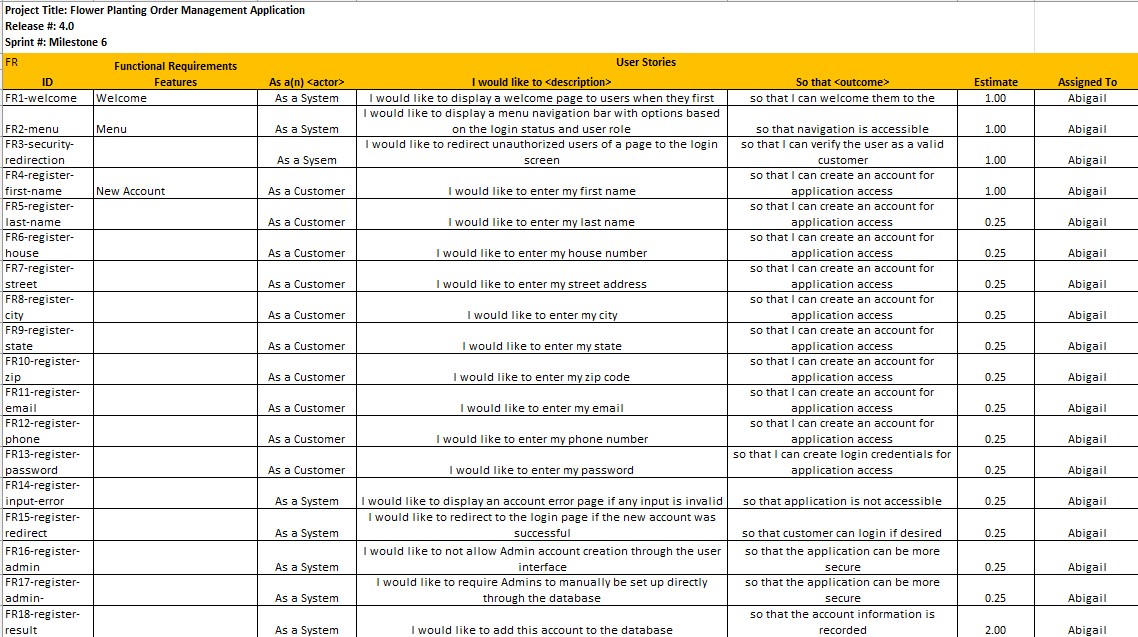 Project Title: Flower Planting Order Management Application
Release #: 4.0
Sprint #: Milestone 6
FR
ID
Functional Requirements
Features
User Stories
As a(n) <actor>
I would like to <description>
So that <outcome>
Estimate
Assigned To
FR1-welcome
Welcome
As a System
I would like to display a welcome page to users when they first
so that I can welcome them to the
1.00
Abigail
FR2-menu
Menu
As a System
I would like to display a menu navigation bar with options based
on the login status and user role
so that navigation is accessible
1.00
Abigail
FR3-security-
redirection
As a Sysem
I would like to redirect unauthorized users of a page to the login
screen
so that I can verify the user as a valid
customer
1.00
Abigail
FR4-register-
first-name
New Account
As a Customer
I would like to enter my first name
so that I can create an account for
application access
1.00
Abigail
FR5-register-
last-name
As a Customer
I would like to enter my last name
so that I can create an account for
application access
0.25
Abigail
FR6-register-
house
As a Customer
I would like to enter my house number
so that I can create an account for
application access
0.25
Abigail
FR7-register-
street
As a Customer
I would like to enter my street address
so that I can create an account for
application access
0.25
Abigail
FR8-register-
city
As a Customer
I would like to enter my city
so that I can create an account for
application access
0.25
Abigail
FR9-register-
state
As a Customer
I would like to enter my state
so that I can create an account for
application access
0.25
Abigail
FR10-register-
zip
As a Customer
I would like to enter my zip code
so that I can create an account for
application access
0.25
Abigail
FR11-register-
email
As a Customer
I would like to enter my email
so that I can create an account for
application access
0.25
Abigail
FR12-register-
phone
As a Customer
I would like to enter my phone number
so that I can create an account for
application access
0.25
Abigail
FR13-register-
password
As a Customer
I would like to enter my password
so that I can create login credentials for
application access
0.25
Abigail
FR14-register-
input-error
As a System
I would like to display an account error page if any input is invalid
so that application is not accessible
0.25
Abigail
FR15-register-
redirect
As a System
I would like to redirect to the login page if the new account was
successful
so that customer can login if desired
0.25
Abigail
FR16-register-
admin
As a System
I would like to not allow Admin account creation through the user
interface
so that the application can be more
secure
0.25
Abigail
FR17-register-
admin-
As a System
I would like to require Admins to manually be set up directly
through the database
so that the application can be more
secure
0.25
Abigail
FR18-register-
result
As a System
I would like to add this account to the database
so that the account information is
recorded
2.00
Abigail